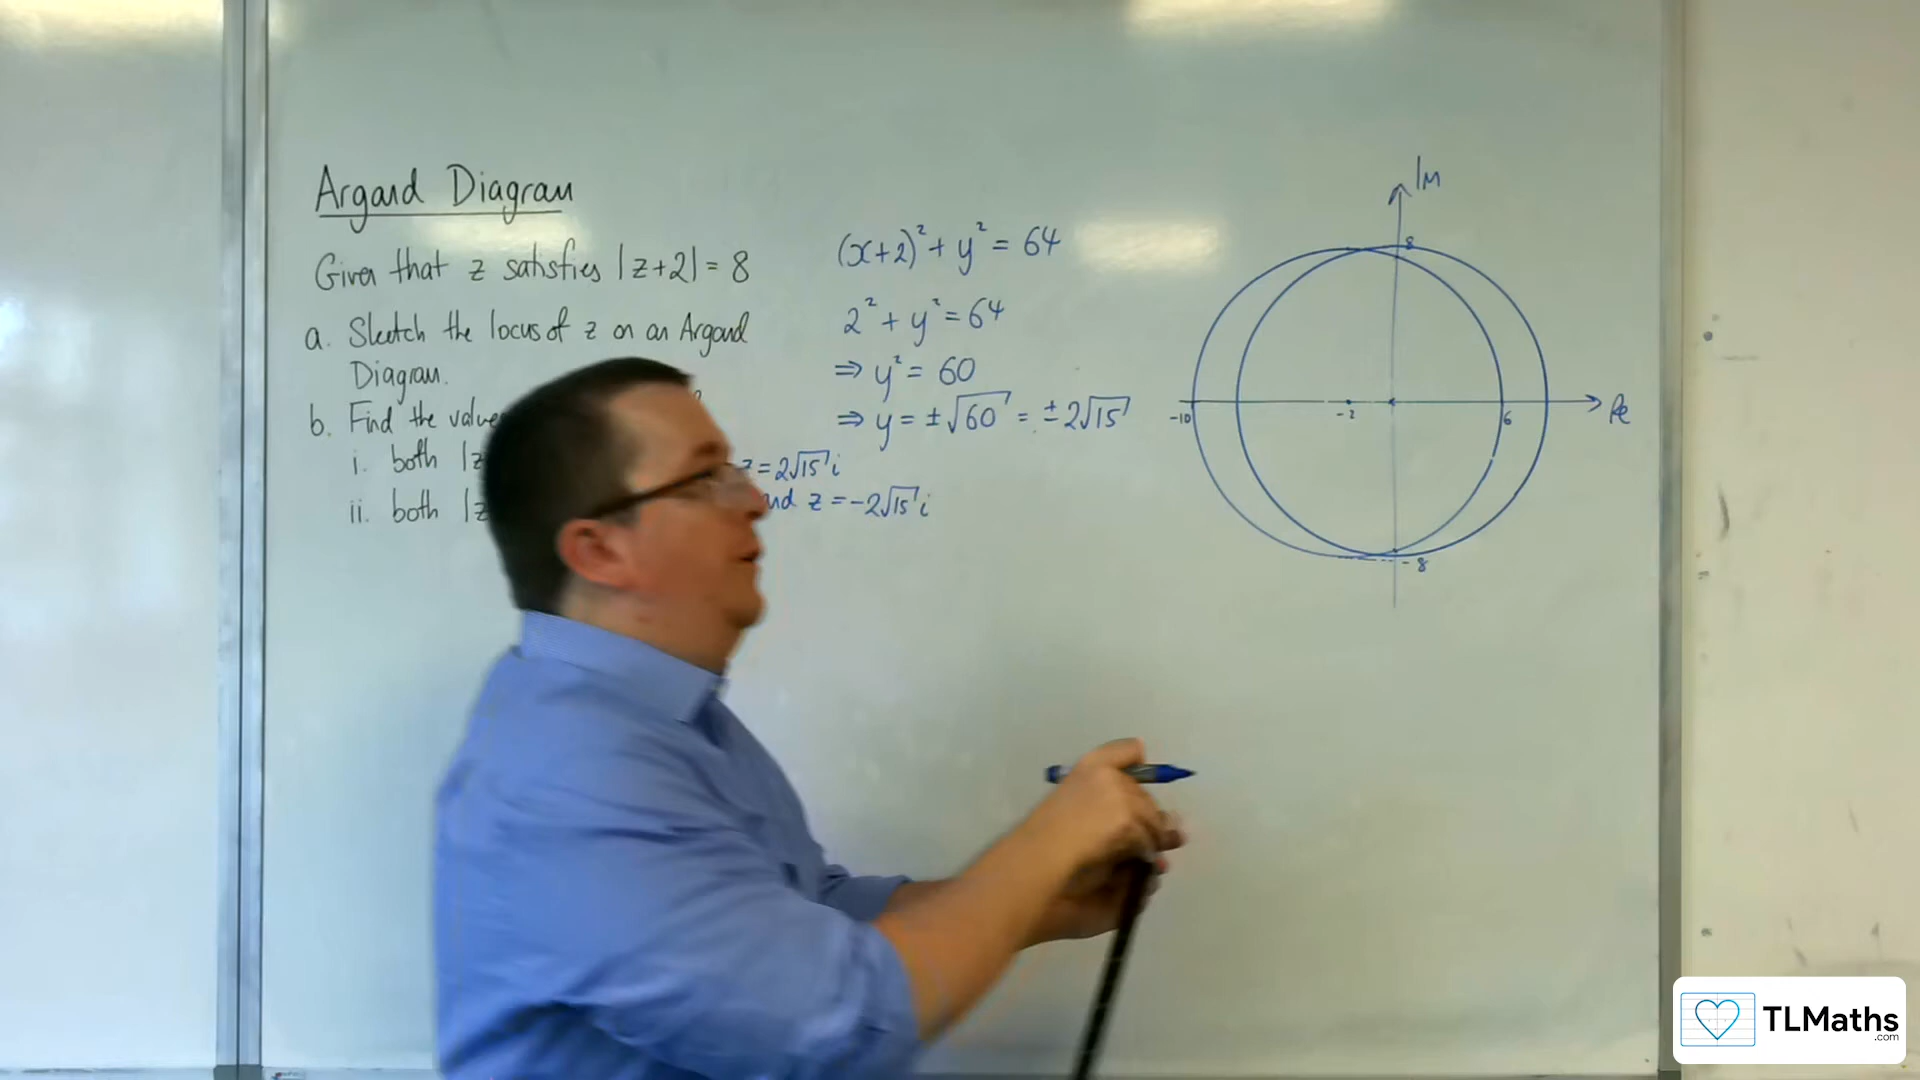 Argand Diagram
Given that z satisfies |z+2| = 8
a. Sketch the locus of z on an Argand
Diagram.
b. Find the value
i. both |z
z = 2√15 i
ii. both |z
and z = -2√15 i
(x+2)² + y² = 64
2² + y² = 64
⇒ y² = 60
⇒ y = ±√60 = ±2√15
Im
8
-10
-2
6
Re
-8
TLMaths
.com